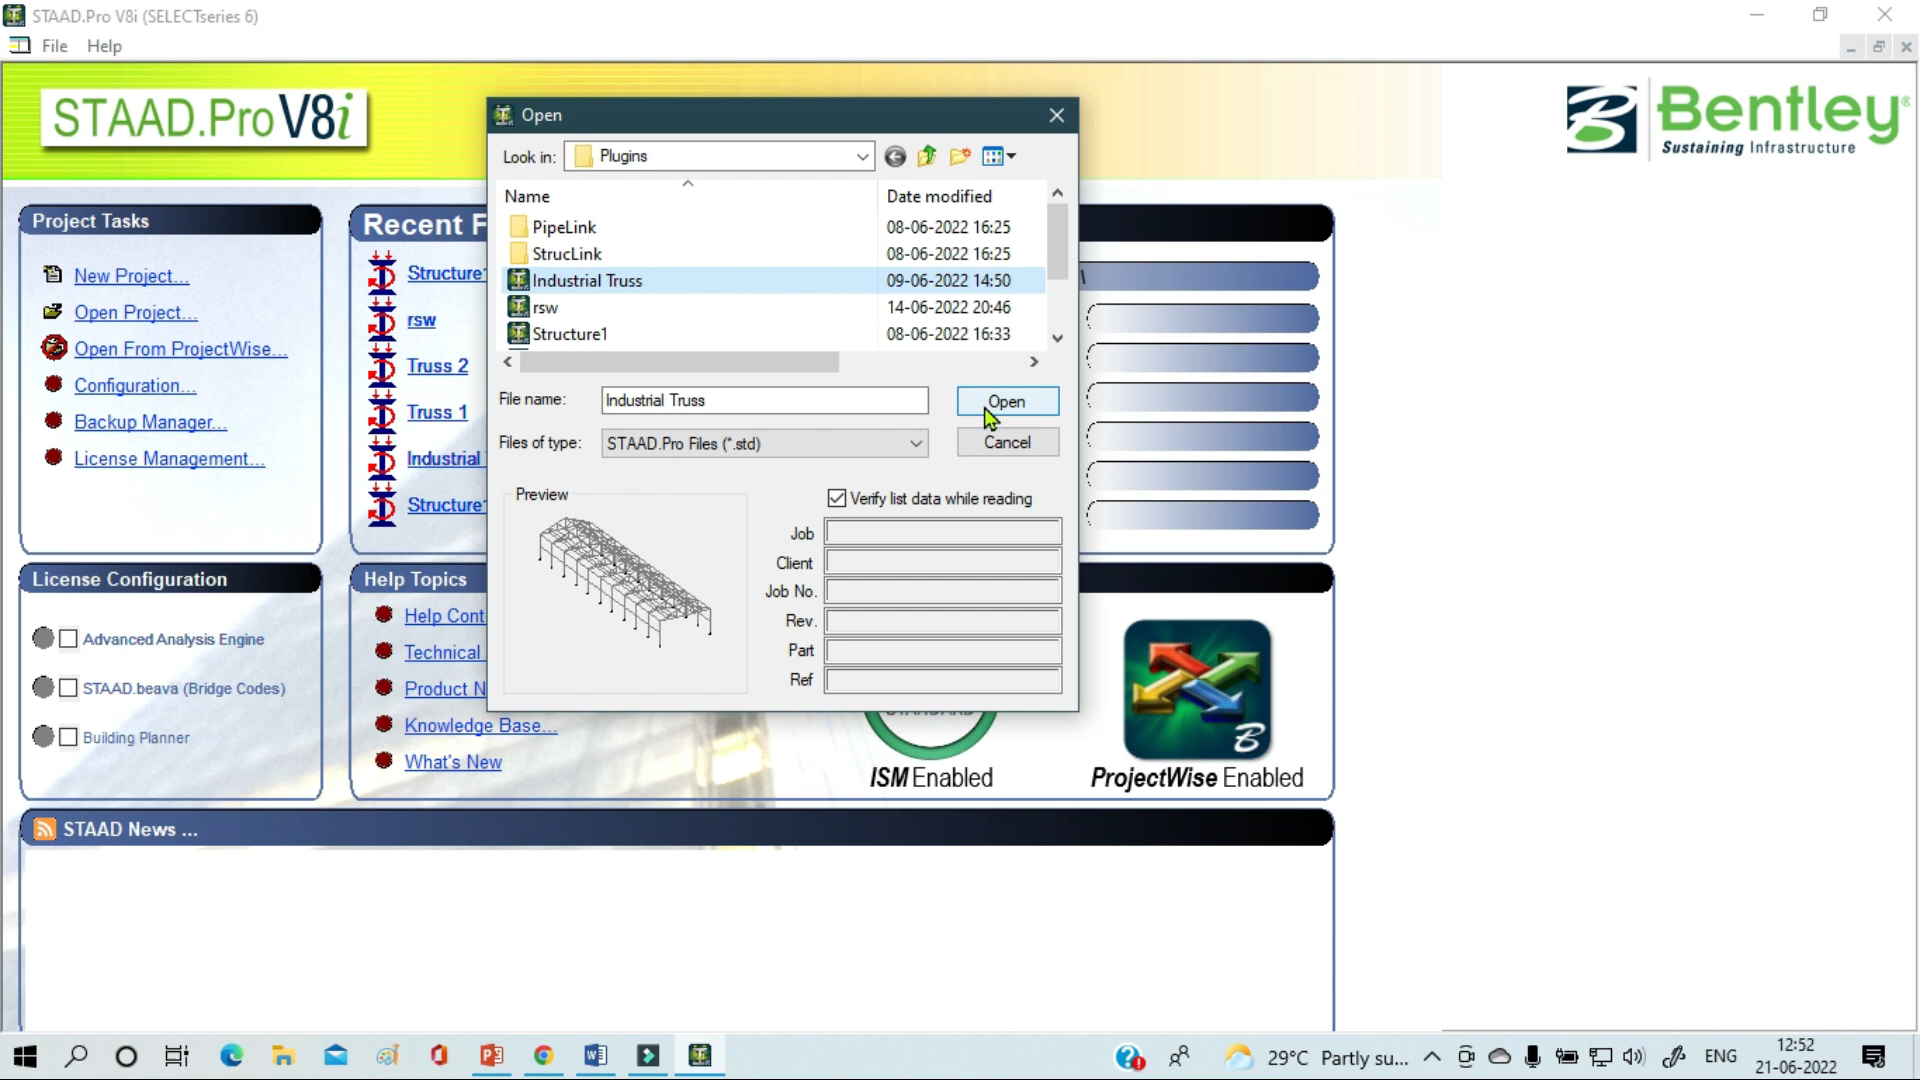 STAAD.Pro V8i (SELECTseries 6)
File Help
STAAD.Pro V8i
Bentley®
Sustaining Infrastructure
Open
Look in: Plugins
Name Date modified
PipeLink 08-06-2022 16:25
StrucLink 08-06-2022 16:25
Industrial Truss 09-06-2022 14:50
rsw 14-06-2022 20:46
Structure1 08-06-2022 16:33
File name: Industrial Truss Open
Files of type: STAAD.Pro Files (*.std) Cancel
Preview
Verify list data while reading
Job
Client
Job No.
Rev.
Part
Ref
Project Tasks
New Project...
Open Project...
Open From ProjectWise...
Configuration...
Backup Manager...
License Management...
Recent F
Structure1
rsw
Truss 2
Truss 1
Industrial
Structure1
\
License Configuration
Advanced Analysis Engine
STAAD.beava (Bridge Codes)
Building Planner
Help Topics
Help Cont
Technical
Product N
Knowledge Base...
What's New
ISM Enabled
B
ProjectWise Enabled
STAAD News ...
29°C Partly su... ENG 12:52
21-06-2022